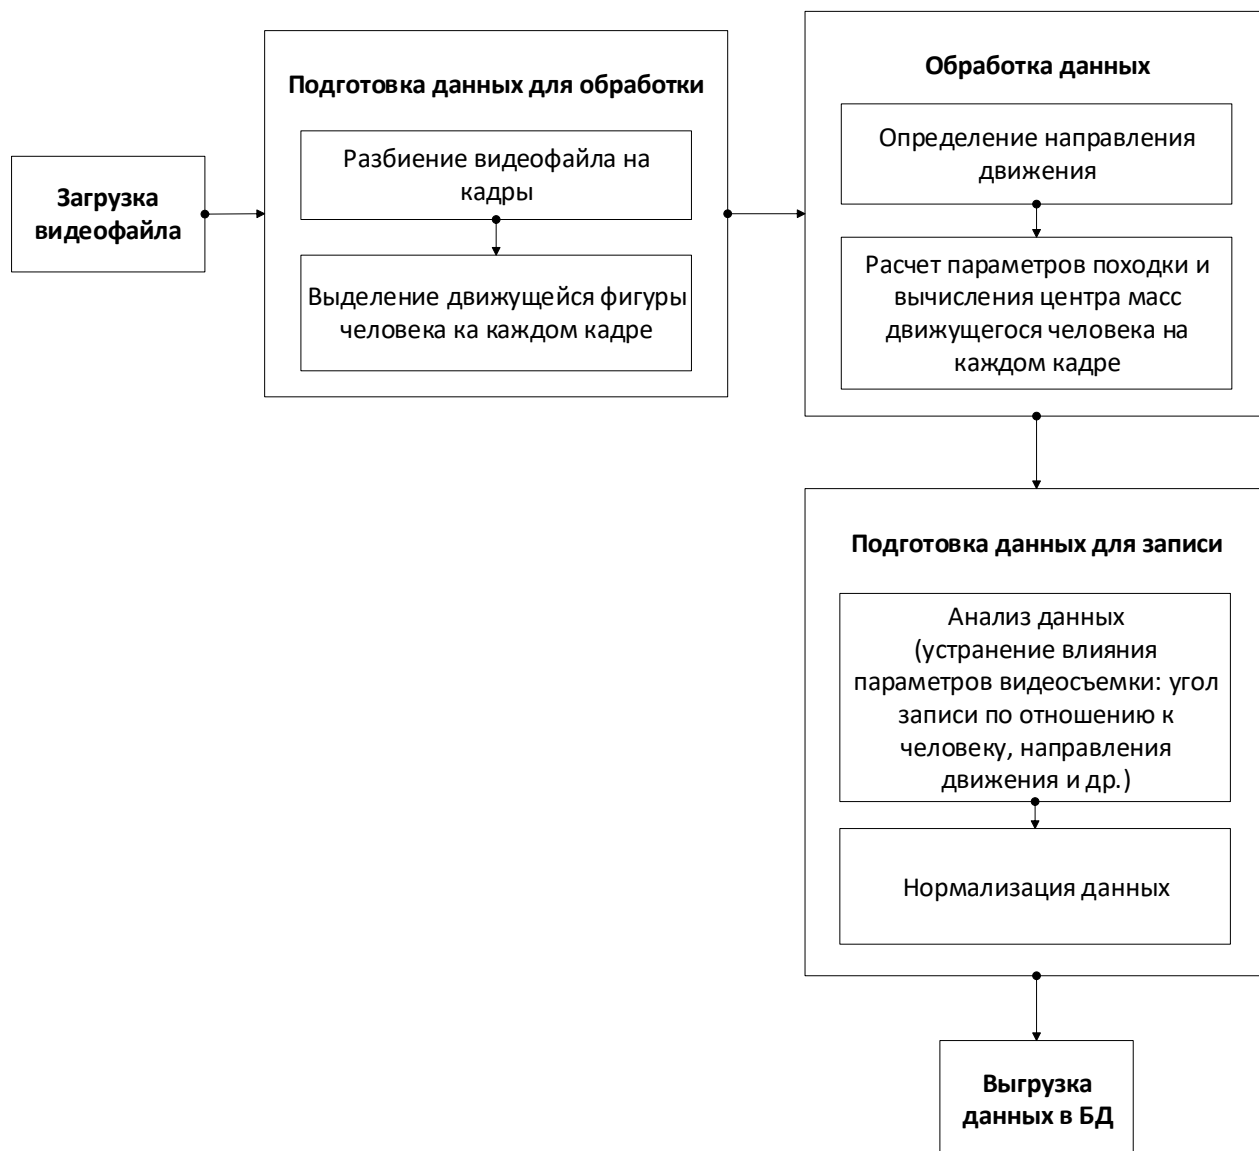 Загрузка
видеофайла
Подготовка данных для обработки
Разбиение видеофайла на
кадры
Выделение движущейся фигуры
человека ка каждом кадре
Обработка данных
Определение направления
движения
Расчет параметров походки и
вычисления центра масс
движущегося человека на
каждом кадре
Подготовка данных для записи
Анализ данных
(устранение влияния
параметров видеосъемки: угол
записи по отношению к
человеку, направления
движения и др.)
Нормализация данных
Выгрузка
данных в БД